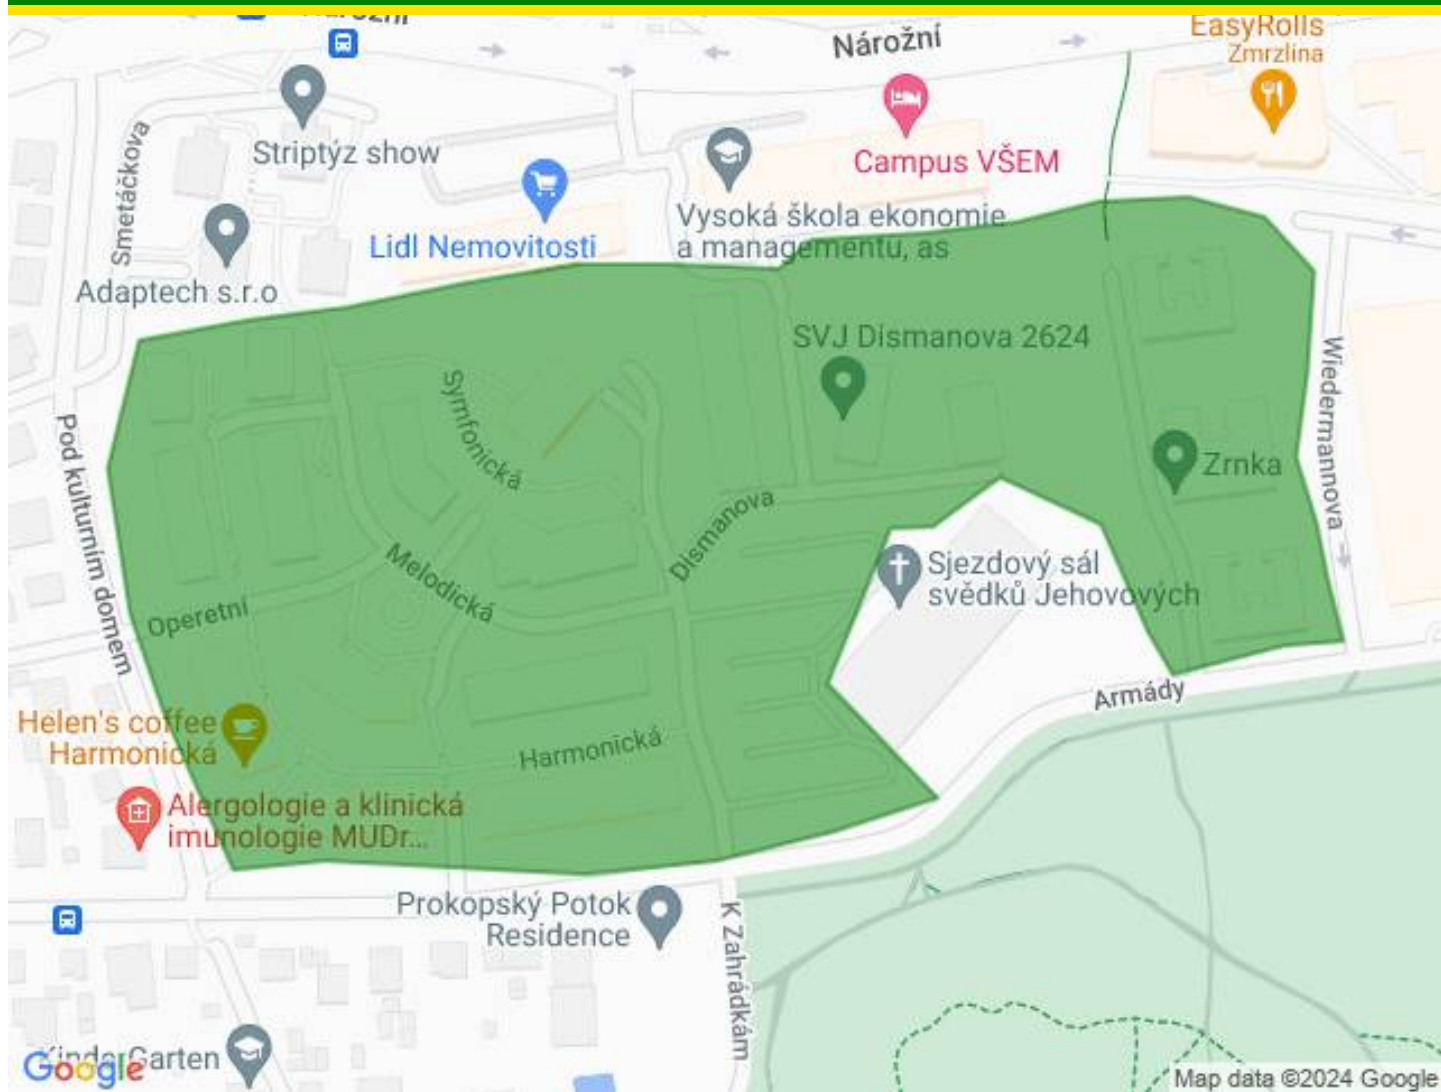 Nárožní
EasyRolls
Zmrzlina
Smetáčkova
Striptýz show
Campus VŠEM
Vysoká škola ekonomie
a managementu, as
Lidl Nemovitosti
Adaptech s.r.o
SVJ Dismanova 2624
Wiedermannova
Symfonická
Pod kulturním domem
Zrnka
Dismanova
Melodická
Operetní
Sjezdový sál
svědků Jehovových
Armády
Helen's coffee
Harmonická
Harmonická
Alergologie a klinická
imunologie MUDr...
Prokopský Potok
Residence
K Zahrádkám
Garten
Google
Map data ©2024 Google